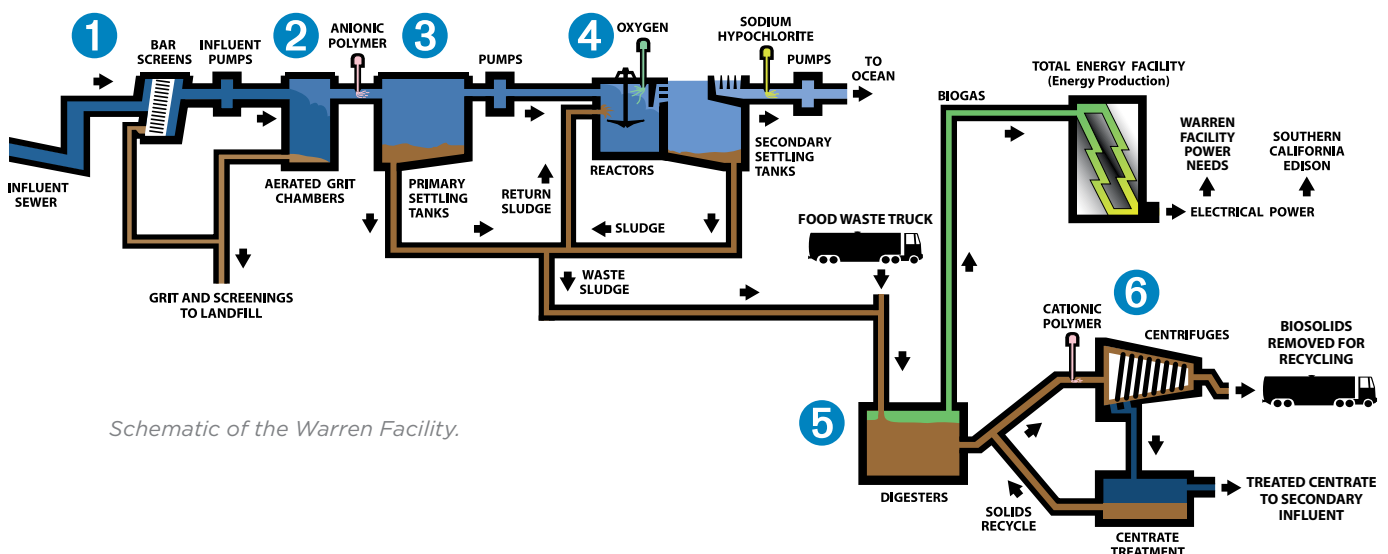 1
BAR
SCREENS
INFLUENT
PUMPS
2
ANIONIC
POLYMER
3
PUMPS
4
OXYGEN
SODIUM
HYPOCHLORITE
PUMPS
TO
OCEAN
INFLUENT
SEWER
AERATED GRIT
CHAMBERS
PRIMARY
SETTLING
TANKS
RETURN
SLUDGE
REACTORS
SECONDARY
SETTLING
TANKS
SLUDGE
GRIT AND SCREENINGS
TO LANDFILL
WASTE
SLUDGE
FOOD WASTE TRUCK
BIOGAS
TOTAL ENERGY FACILITY
(Energy Production)
WARREN
FACILITY
POWER
NEEDS
SOUTHERN
CALIFORNIA
EDISON
ELECTRICAL POWER
5
DIGESTERS
6
CATIONIC
POLYMER
CENTRIFUGES
BIOSOLIDS
REMOVED FOR
RECYCLING
SOLIDS
RECYCLE
TREATED CENTRATE
TO SECONDARY
INFLUENT
CENTRATE
TREATMENT
Schematic of the Warren Facility.